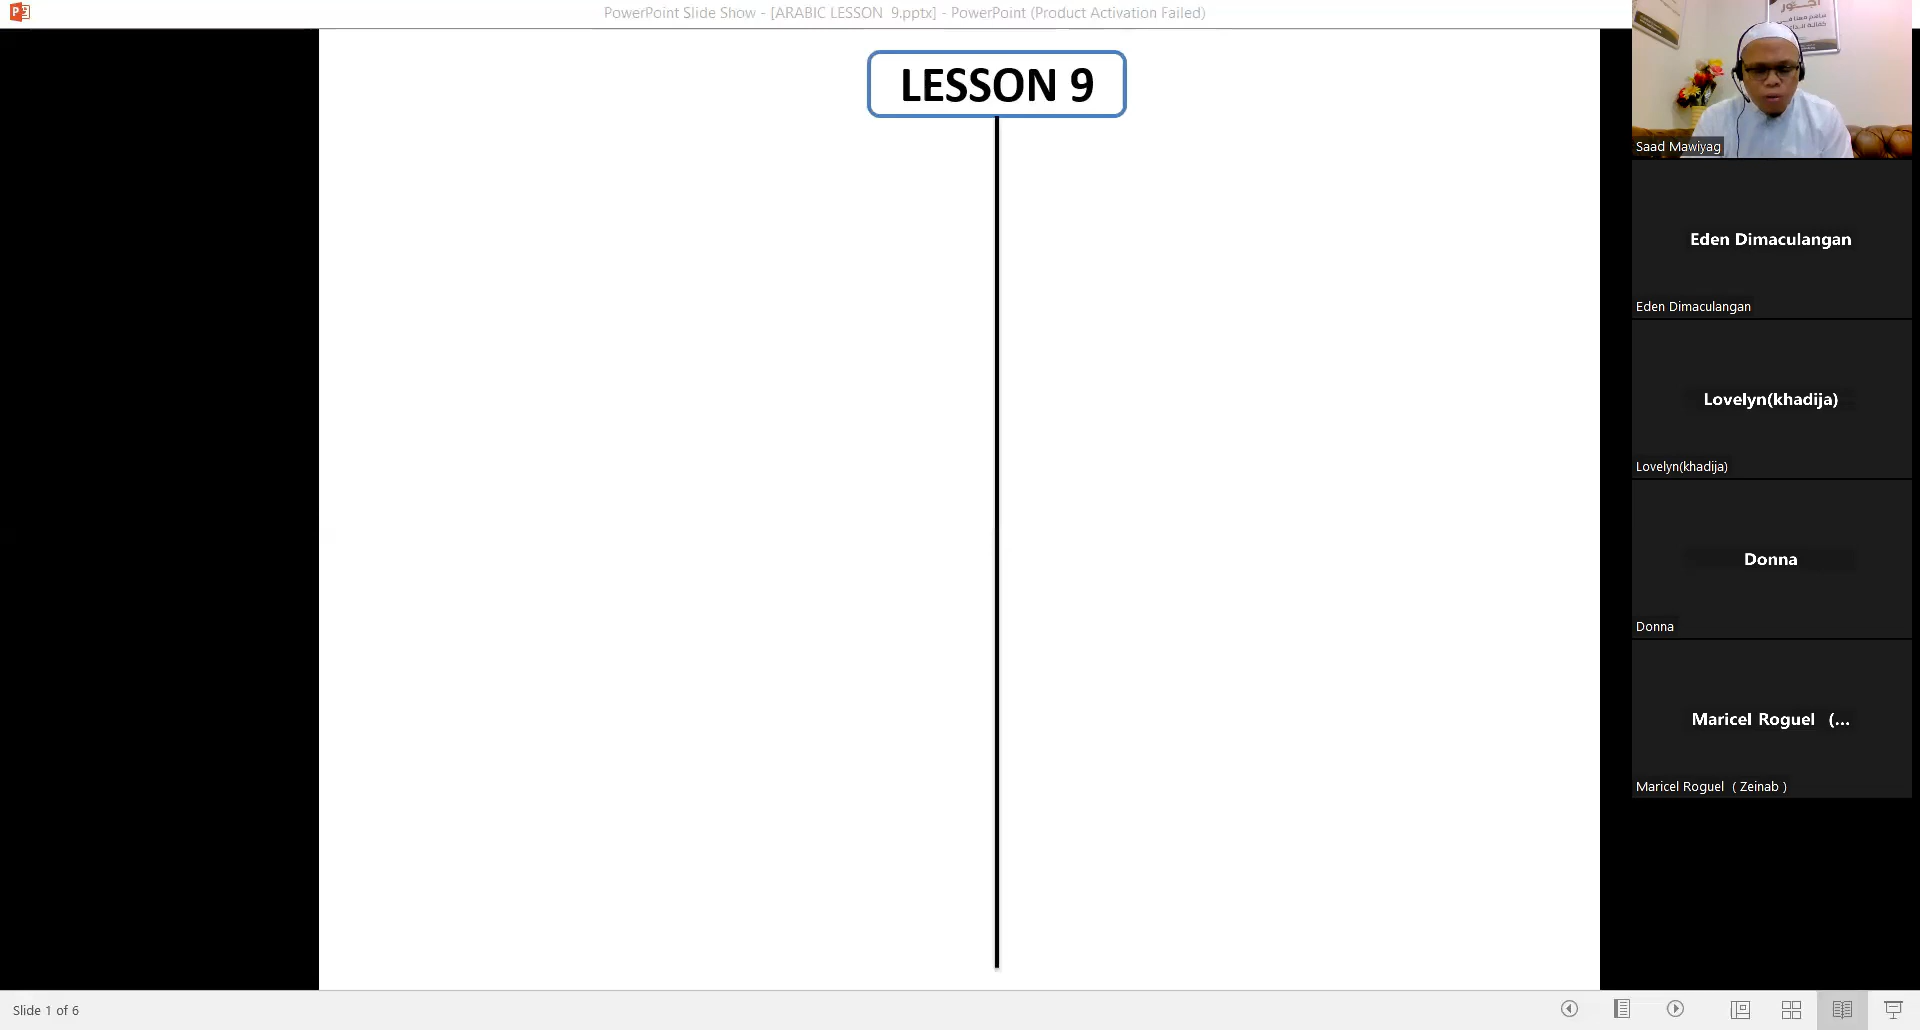 PowerPoint Slide Show - [ARABIC LESSON  9.pptx] - PowerPoint (Product Activation Failed)
LESSON 9
Saad Mawiyag
Eden Dimaculangan
Eden Dimaculangan
Lovelyn(khadija)
Lovelyn(khadija)
Donna
Donna
Maricel Roguel  (...
Maricel Roguel  ( Zeinab )
Slide 1 of 6